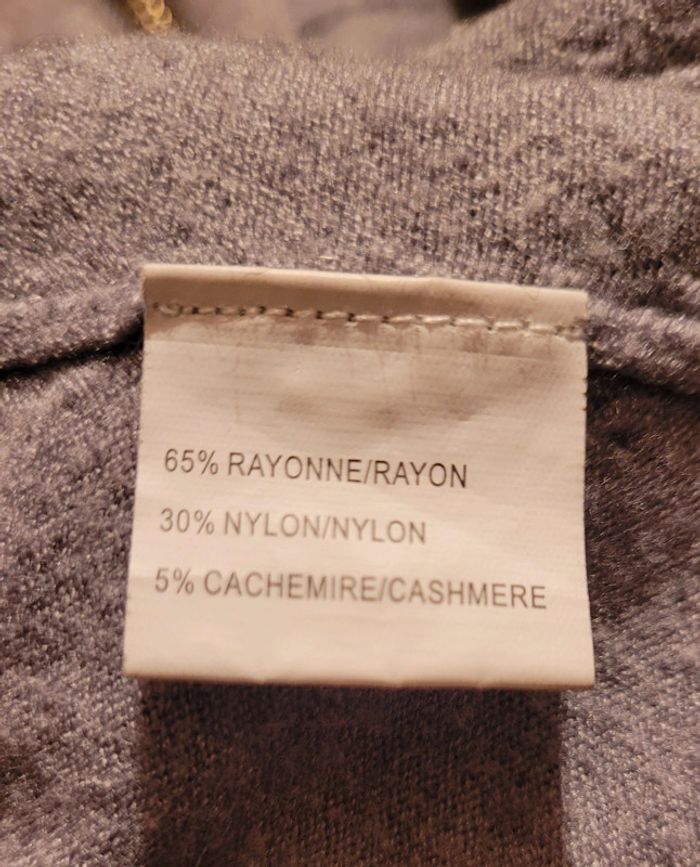 65% RAYONNE/RAYON
30% NYLON/NYLON
5% CACHEMIRE/CASHMERE